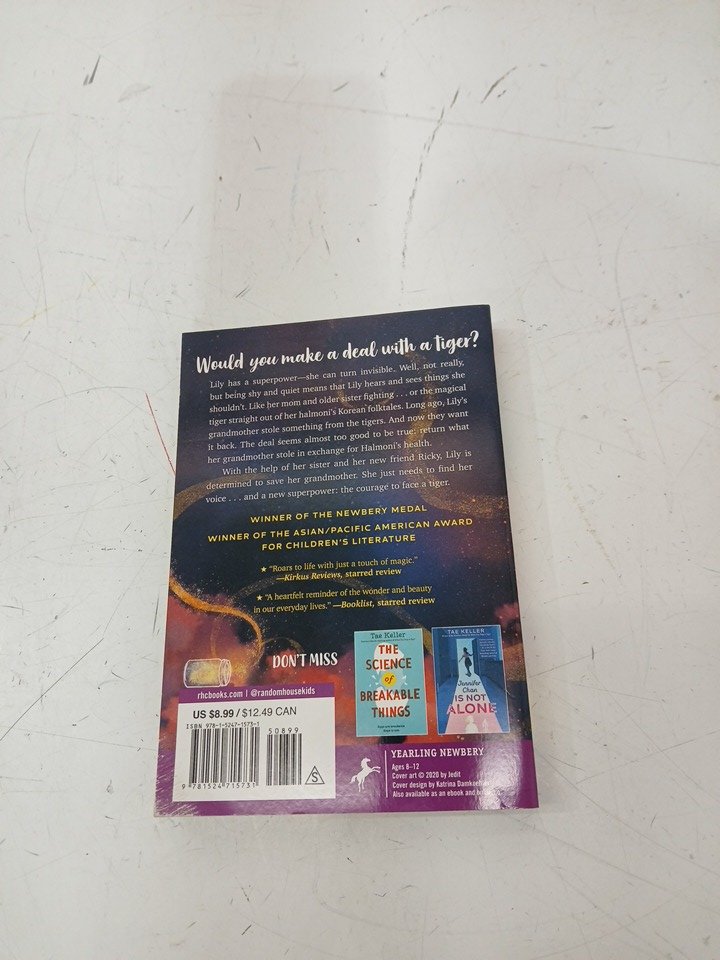 Would you make a deal with a tiger?
Lily has a superpower—she can turn invisible. Well, not really,
but being shy and quiet means that Lily hears and sees things she
shouldn't. Like her mom and older sister fighting . . . or the magical
tiger straight out of her halmoni's Korean folktales. Long ago, Lily's
grandmother stole something from the tigers. And now they want
it back. The deal seems almost too good to be true: return what
her grandmother stole in exchange for Halmoni's health.
With the help of her sister and her new friend Ricky, Lily is
determined to save her grandmother. She just needs to find her
voice . . . and a new superpower: the courage to face a tiger.
WINNER OF THE NEWBERY MEDAL
WINNER OF THE ASIAN/PACIFIC AMERICAN AWARD
FOR CHILDREN'S LITERATURE
★ "Roars to life with just a touch of magic."
—Kirkus Reviews, starred review
★ "A heartfelt reminder of the wonder and beauty
in our everyday lives." —Booklist, starred review
DON'T MISS
Tae Keller
THE
SCIENCE
of
BREAKABLE
THINGS
TAE KELLER
Jennifer
Chan
IS NOT
ALONE
rhcbooks.com | @randomhousekids
US $8.99 / $12.49 CAN
ISBN 978-1-5247-1573-1
50899
9 781524 715731
S
YEARLING NEWBERY
Ages 8–12
Cover art © 2020 by Jedit
Cover design by Katrina
Also available as an ebook and